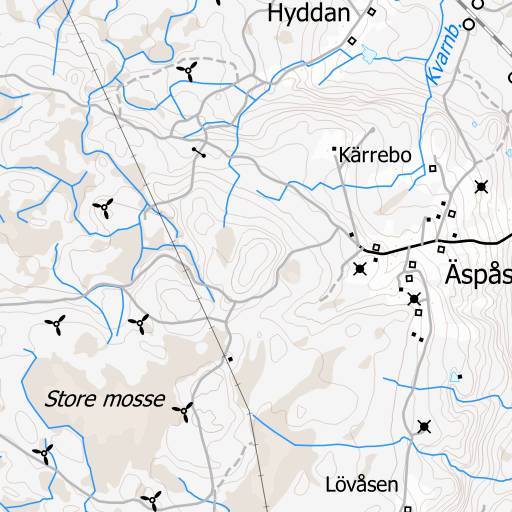 Hyddan
Kvarnb.
Kärrebo
Äspås
Store mosse
Lövåsen